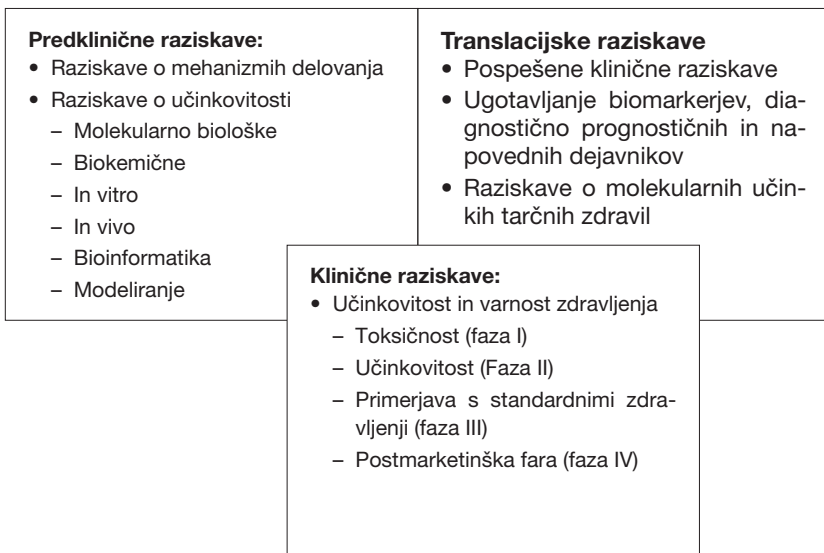 Predklinične raziskave:
• Raziskave o mehanizmih delovanja
• Raziskave o učinkovitosti
– Molekularno biološke
– Biokemične
– In vitro
– In vivo
– Bioinformatika
– Modeliranje
Translacijske raziskave
• Pospešene klinične raziskave
• Ugotavljanje biomarkerjev, dia-
gnostično prognostičnih in na-
povednih dejavnikov
• Raziskave o molekularnih učin-
kih tarčnih zdravil
Klinične raziskave:
• Učinkovitost in varnost zdravljenja
– Toksičnost (faza I)
– Učinkovitost (Faza II)
– Primerjava s standardnimi zdra-
vljenji (faza III)
– Postmarketinška fara (faza IV)